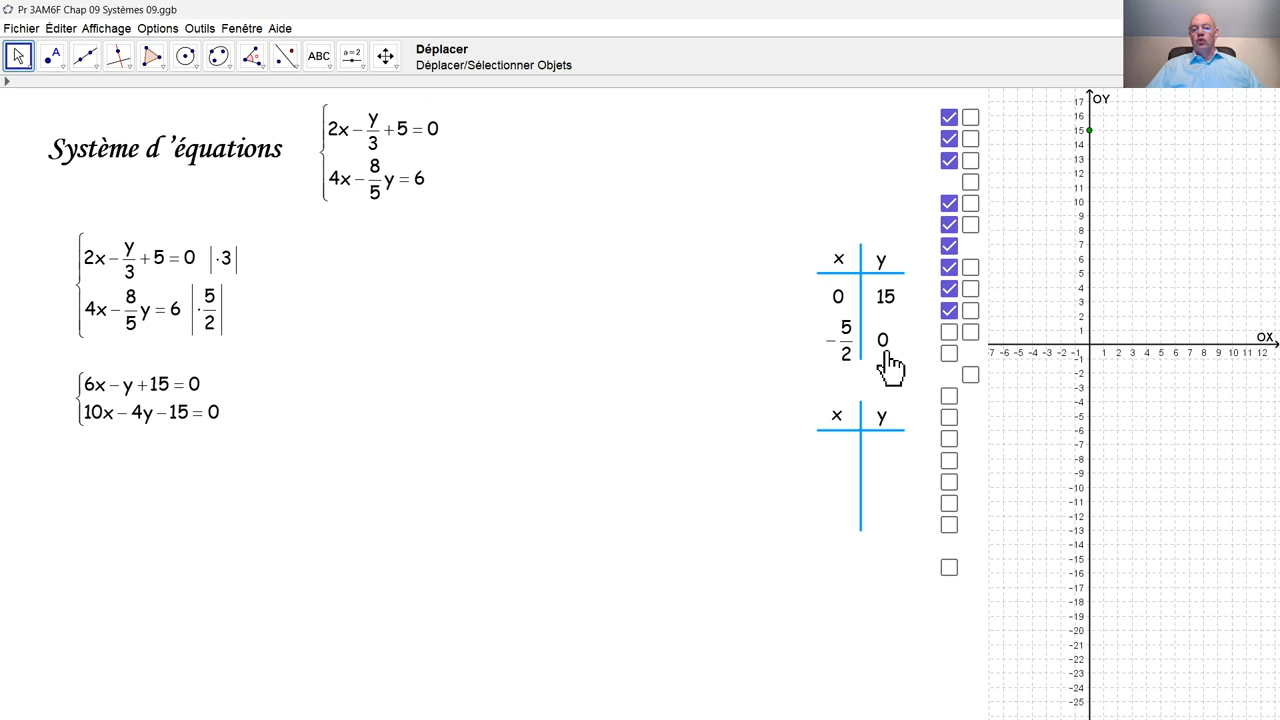 Pr 3AM6F Chap 09 Systèmes 09.ggb
Fichier Éditer Affichage Options Outils Fenêtre Aide
A ABC a=2
Déplacer
Déplacer/Sélectionner Objets
Système d'équations
2x − y/3 + 5 = 0
4x − 8/5 y = 6
2x − y/3 + 5 = 0 |·3|
4x − 8/5 y = 6 |·5/2|
6x − y + 15 = 0
10x − 4y − 15 = 0
x y
0 15
−5/2 0
x y
OY
17
16
15
14
13
12
11
10
9
8
7
6
5
4
3
2
1
OX
-7 -6 -5 -4 -3 -2 -1 1 2 3 4 5 6 7 8 9 10 11 12
-1
-2
-3
-4
-5
-6
-7
-8
-9
-10
-11
-12
-13
-14
-15
-16
-17
-18
-19
-20
-21
-22
-23
-24
-25